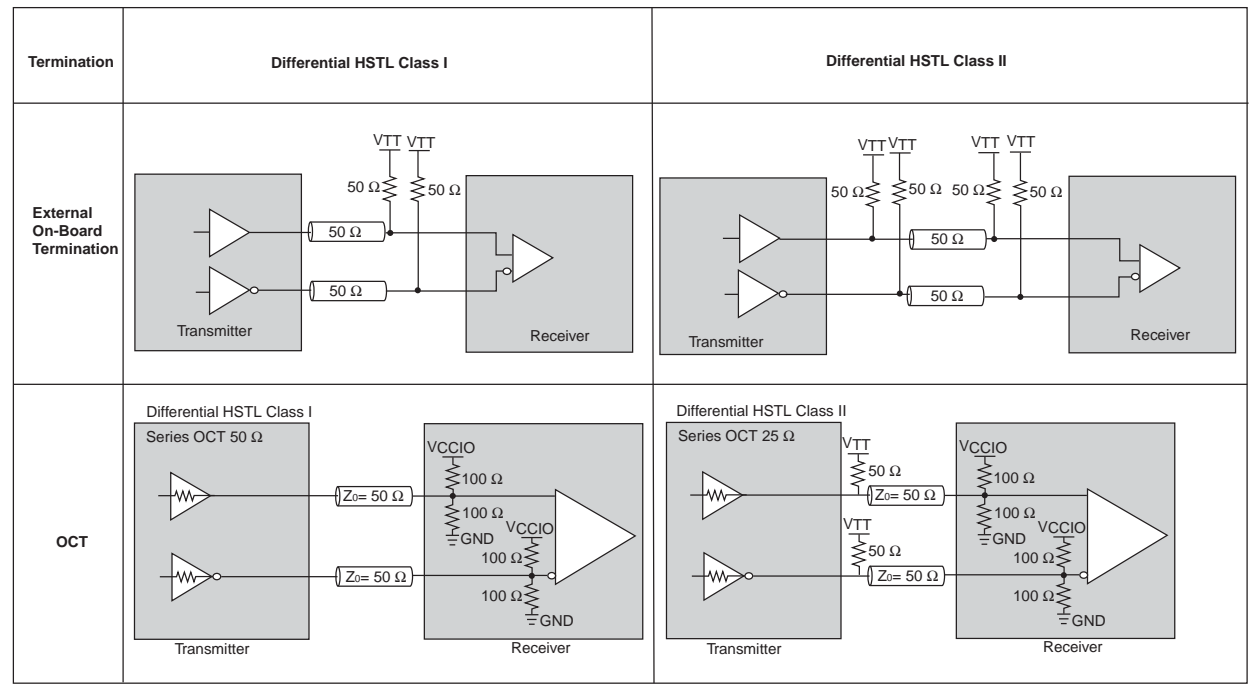 Termination
Differential HSTL Class I
Differential HSTL Class II
External
On-Board
Termination
VTT VTT
50 Ω 50 Ω
50 Ω
50 Ω
Transmitter
Receiver
VTT VTT VTT VTT
50 Ω 50 Ω 50 Ω 50 Ω
50 Ω
50 Ω
Transmitter
Receiver
OCT
Differential HSTL Class I
Series OCT 50 Ω
VCCIO
100 Ω
Z0= 50 Ω
100 Ω
GND
VCCIO
100 Ω
Z0= 50 Ω
100 Ω
GND
Transmitter
Receiver
Differential HSTL Class II
Series OCT 25 Ω
VTT
50 Ω
Z0= 50 Ω
VCCIO
100 Ω
100 Ω
GND
VTT
50 Ω
Z0= 50 Ω
VCCIO
100 Ω
100 Ω
GND
Transmitter
Receiver